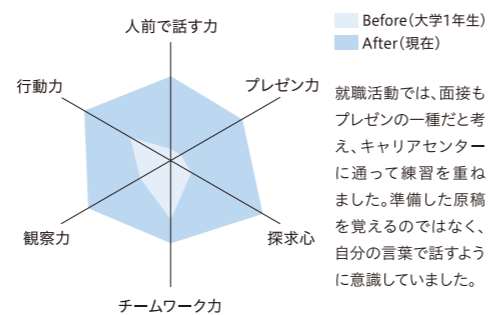 人前で話す力
Before（大学1年生）
After（現在）
行動力
プレゼン力
就職活動では、面接も
プレゼンの一種だと考
え、キャリアセンター
に通って練習を重ね
ました。準備した原稿
を覚えるのではなく、
自分の言葉で話すよう
に意識していました。
観察力
探求心
チームワーク力